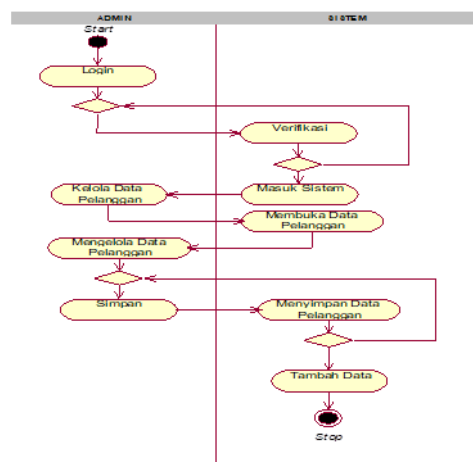 ADMIN
SISTEM
Start
Login
Verifikasi
Masuk Sistem
Kelola Data
Pelanggan
Membuka Data
Pelanggan
Mengelola Data
Pelanggan
Simpan
Menyimpan Data
Pelanggan
Tambah Data
Stop